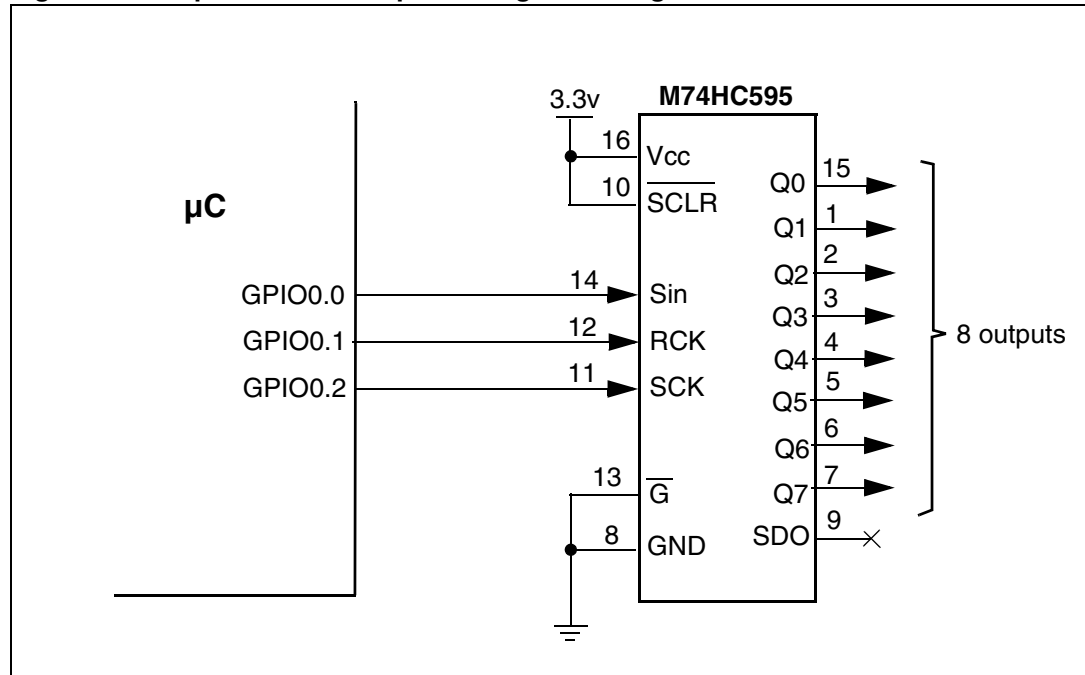 3.3v
M74HC595
µC
GPIO0.0
GPIO0.1
GPIO0.2
16
10
14
12
11
13
8
Vcc
SCLR
Sin
RCK
SCK
G
GND
Q0
Q1
Q2
Q3
Q4
Q5
Q6
Q7
SDO
15
1
2
3
4
5
6
7
9
8 outputs